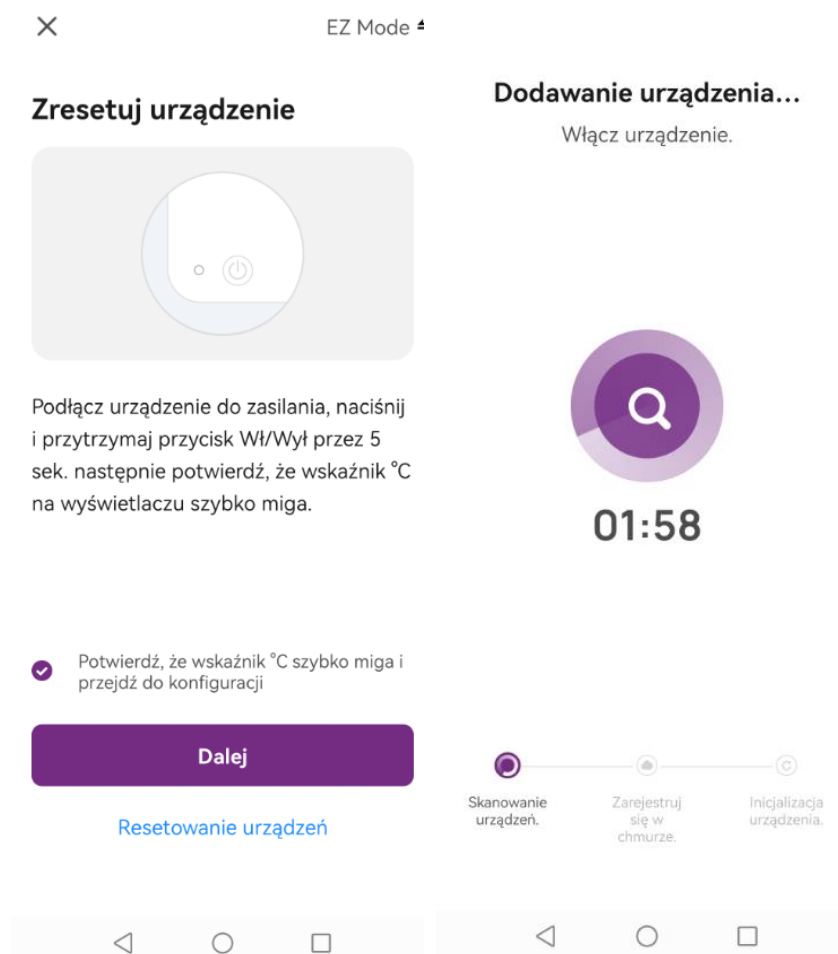 EZ Mode
Zresetuj urządzenie
Podłącz urządzenie do zasilania, naciśnij
i przytrzymaj przycisk Wł/Wył przez 5
sek. następnie potwierdź, że wskaźnik °C
na wyświetlaczu szybko miga.
Potwierdź, że wskaźnik °C szybko miga i
przejdź do konfiguracji
Dalej
Resetowanie urządzeń
Dodawanie urządzenia...
Włącz urządzenie.
01:58
Skanowanie
urządzeń.
Zarejestruj
się w
chmurze.
Inicjalizacja
urządzenia.